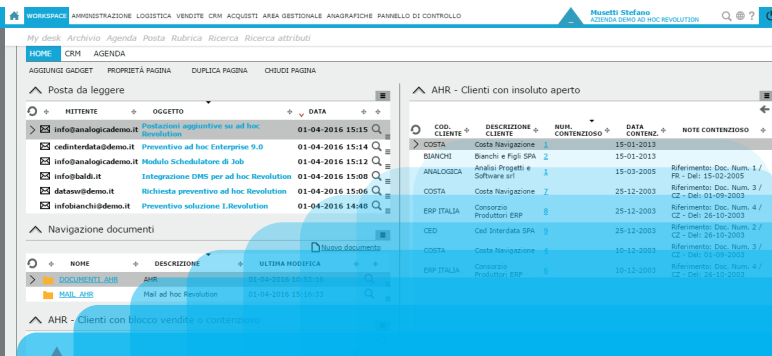 WORKSPACE AMMINISTRAZIONE LOGISTICA VENDITE CRM ACQUISTI AREA GESTIONALE ANAGRAFICHE PANNELLO DI CONTROLLO
Musetti Stefano
AZIENDA DEMO AD HOC REVOLUTION
My desk Archivio Agenda Posta Rubrica Ricerca Ricerca attributi
HOME CRM AGENDA
AGGIUNGI GADGET PROPRIETÀ PAGINA DUPLICA PAGINA CHIUDI PAGINA
Posta da leggere
MITTENTE OGGETTO DATA
info@analogicademo.it Postazioni aggiuntive su ad hoc Revolution 01-04-2016 15:15
cedinterdata@demo.it Preventivo ad hoc Enterprise 9.0 01-04-2016 15:14
info@analogicademo.it Modulo Schedulatore di Job 01-04-2016 15:12
info@baldi.it Integrazione DMS per ad hoc Revolution 01-04-2016 15:08
datasw@demo.it Richiesta preventivo ad hoc Revolution 01-04-2016 15:06
infobianchi@demo.it Preventivo soluzione I.Revolution 01-04-2016 14:48
Navigazione documenti
Nuovo documento
NOME DESCRIZIONE ULTIMA MODIFICA
DOCUMENTI AHR AHR
MAIL AHR Mail ad hoc Revolution 01-04-2016
AHR - Clienti con blocco vendite o contenzioso
AHR - Clienti con insoluto aperto
COD. CLIENTE DESCRIZIONE CLIENTE NUM. CONTENZIOSO DATA CONTENZ. NOTE CONTENZIOSO
COSTA Costa Navigazione 1 15-01-2013
BIANCHI Bianchi e Figli SPA 2 15-01-2013
ANALOGICA Analisi Progetti e Software srl 1 15-03-2005 Riferimento: Doc. Num. 1 / FR - Del: 15-02-2005
COSTA Costa Navigazione 7 25-12-2003 Riferimento: Doc. Num. 3 / CZ - Del: 01-09-2003
ERP ITALIA Consorzio Produttori ERP 8 25-12-2003 Riferimento: Doc. Num. 4 / CZ - Del: 26-10-2003
CED Ced Interdata SPA 9 25-12-2003 Riferimento: Doc. Num. 2 / CZ - Del: 26-10-2003
COSTA Costa Navigazione 4 10-12-2003 Riferimento: Doc. Num. 3 / CZ - Del: 01-09-2003
ERP ITALIA Consorzio Produttori ERP 6 10-12-2003 Riferimento: Doc. Num. 4 / CZ - Del: 26-10-2003